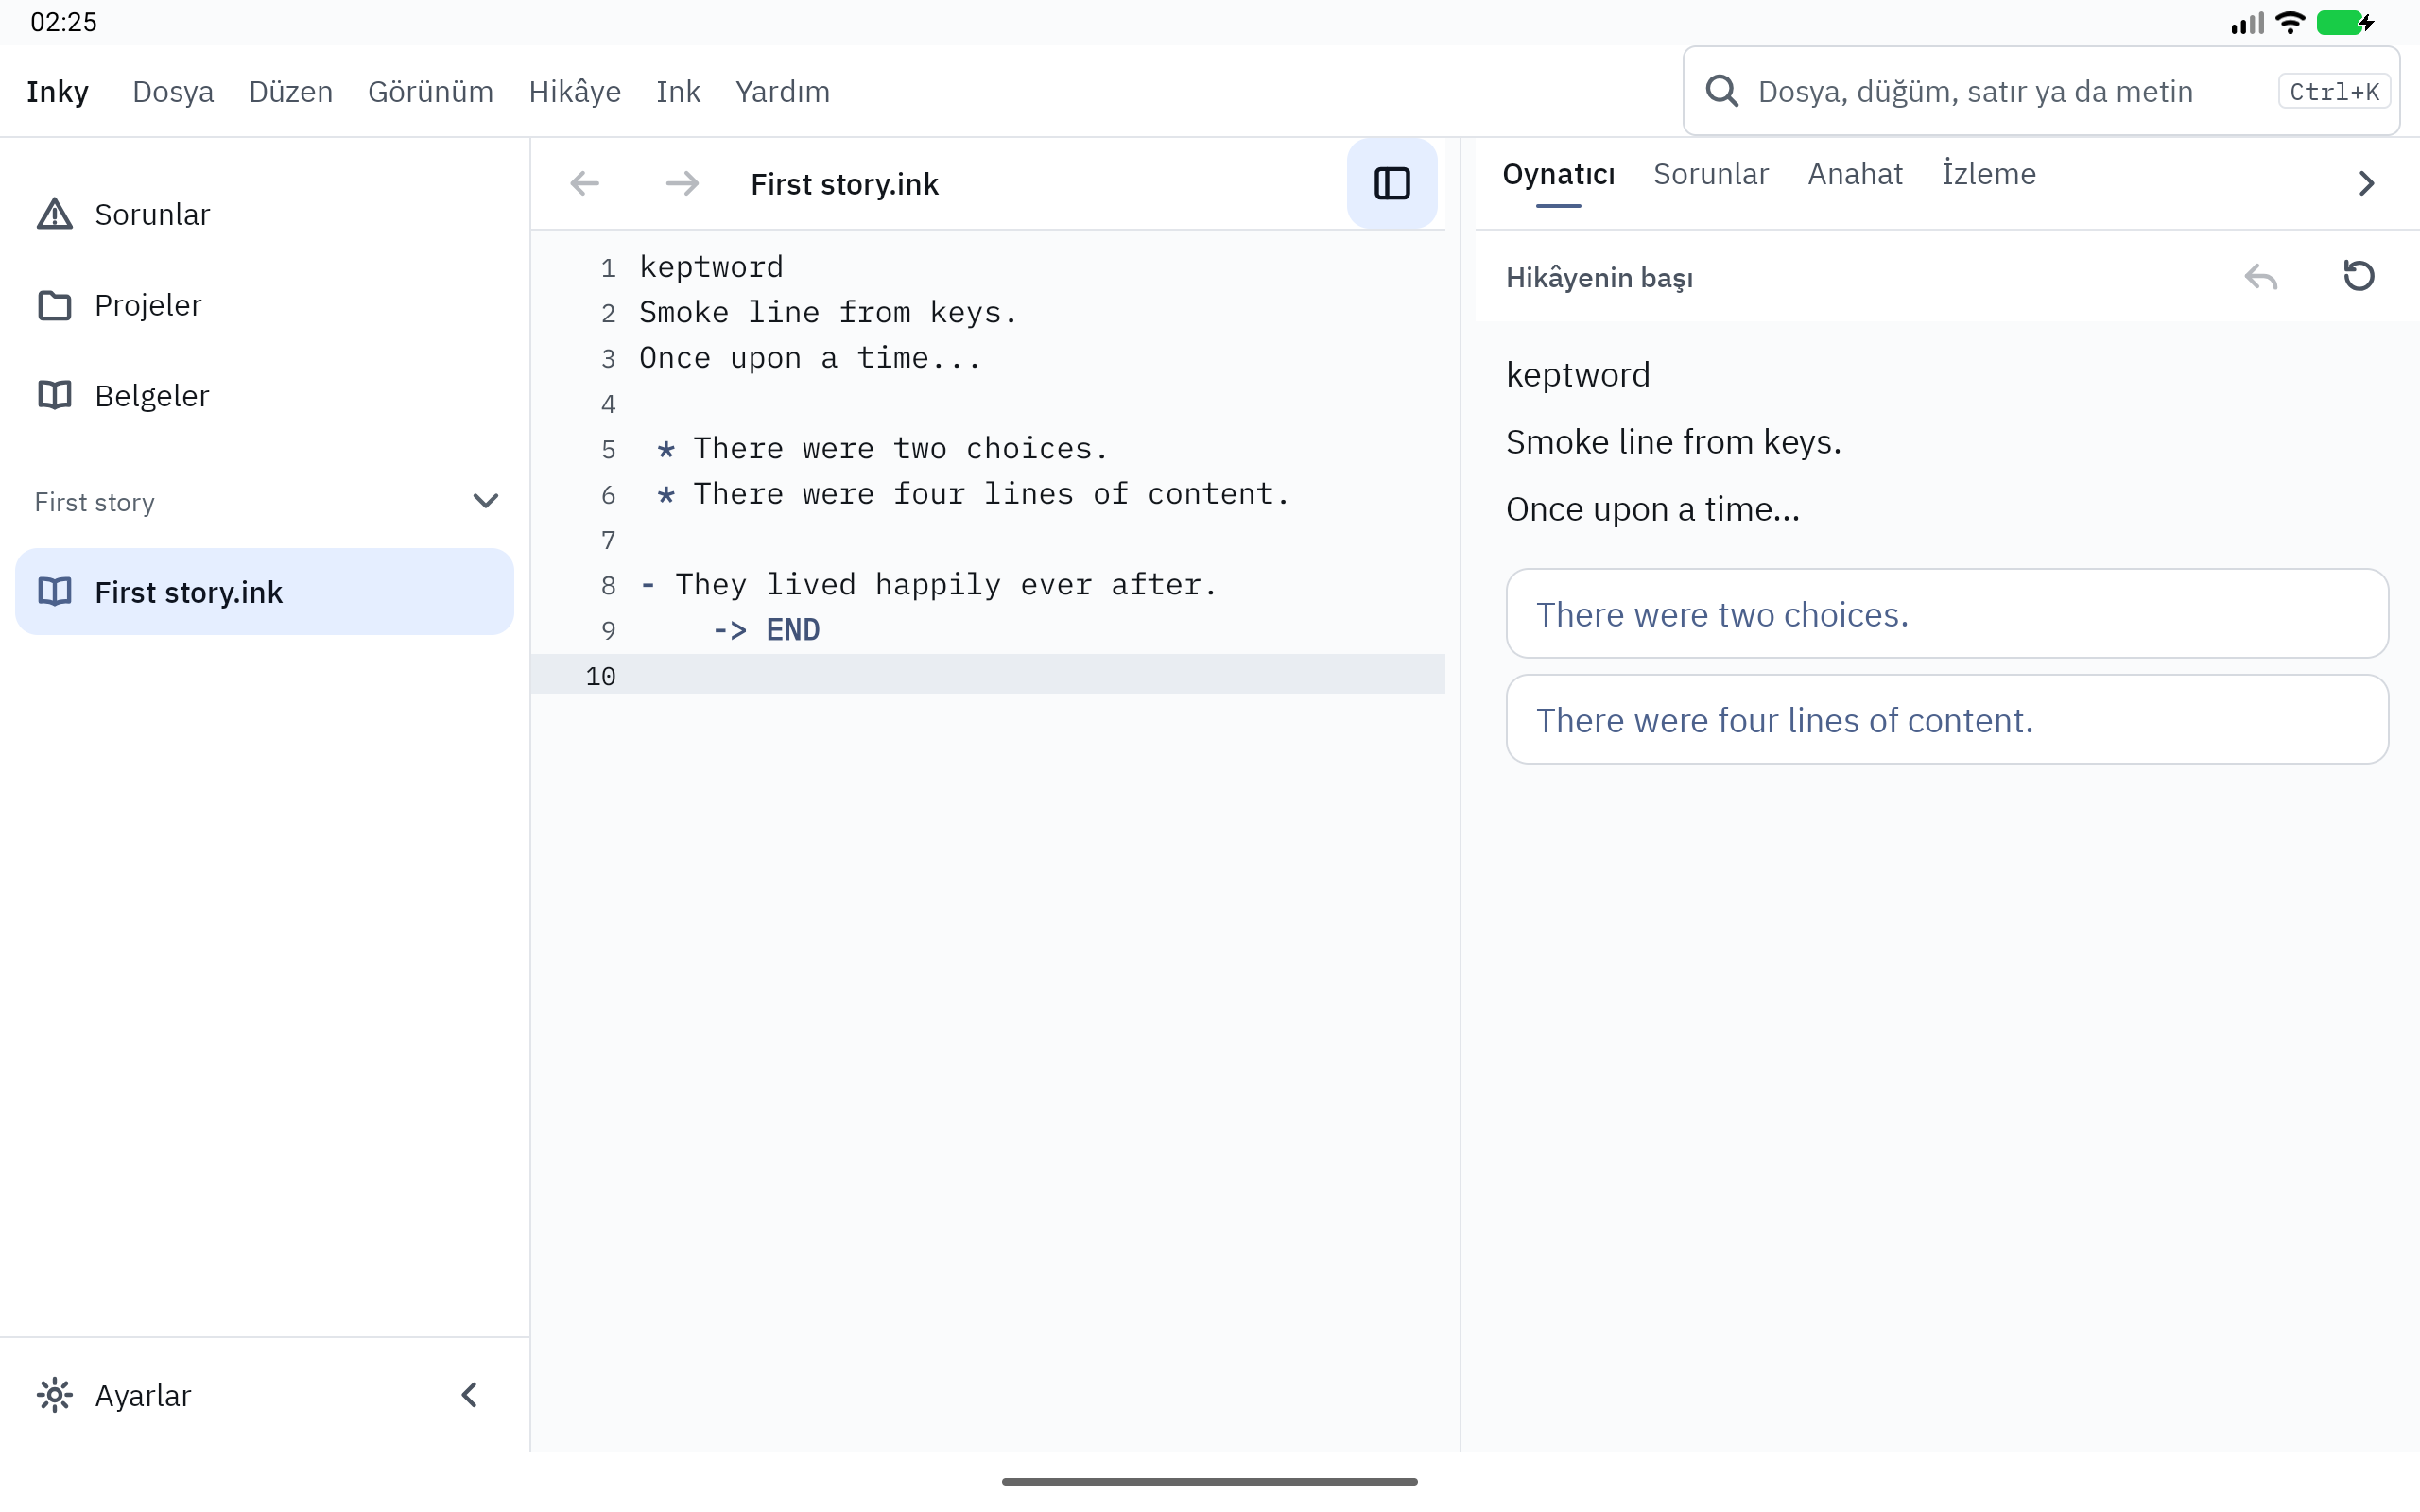 02:25
Inky Dosya Düzen Görünüm Hikâye Ink Yardım
Dosya, düğüm, satır ya da metin Ctrl+K
Sorunlar
Projeler
Belgeler
First story
First story.ink
Ayarlar
First story.ink
1 keptword
2 Smoke line from keys.
3 Once upon a time...
4
5 * There were two choices.
6 * There were four lines of content.
7
8 - They lived happily ever after.
9 -> END
10
Oynatıcı Sorunlar Anahat İzleme
Hikâyenin başı
keptword
Smoke line from keys.
Once upon a time...
There were two choices.
There were four lines of content.